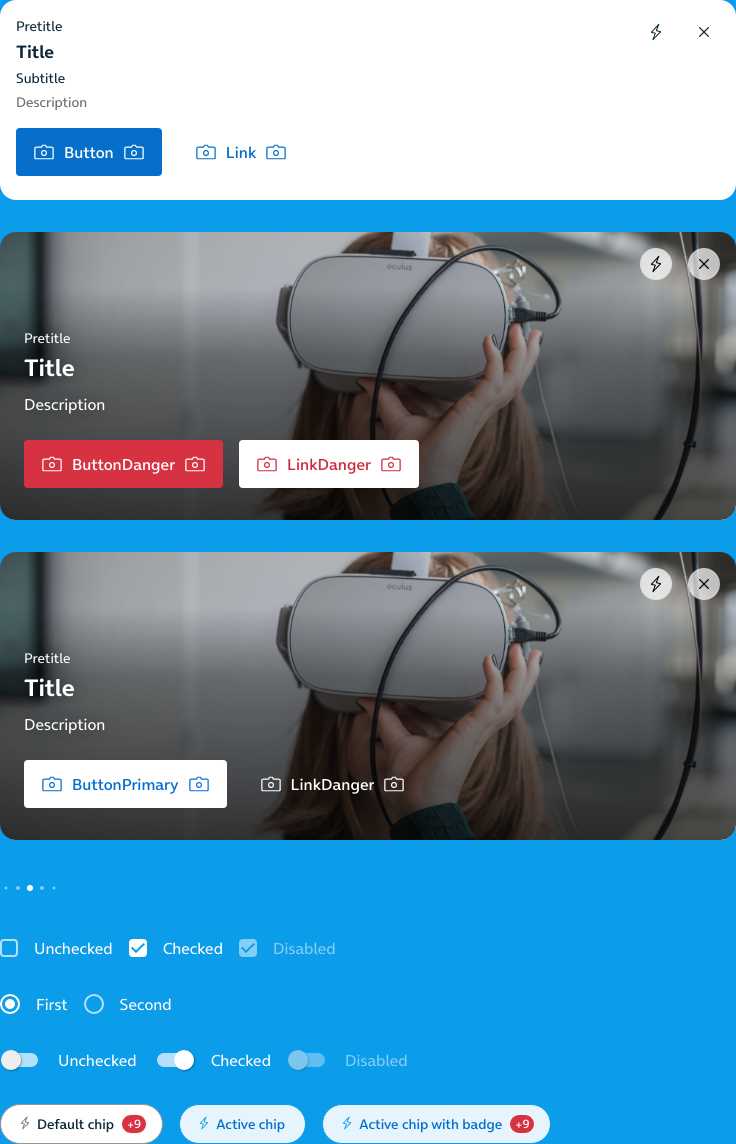 Pretitle
Title
Subtitle
Description
Button Link
oculus
Pretitle
Title
Description
ButtonDanger LinkDanger
oculus
Pretitle
Title
Description
ButtonPrimary LinkDanger
Unchecked Checked Disabled
First Second
Unchecked Checked Disabled
Default chip +9 Active chip Active chip with badge +9